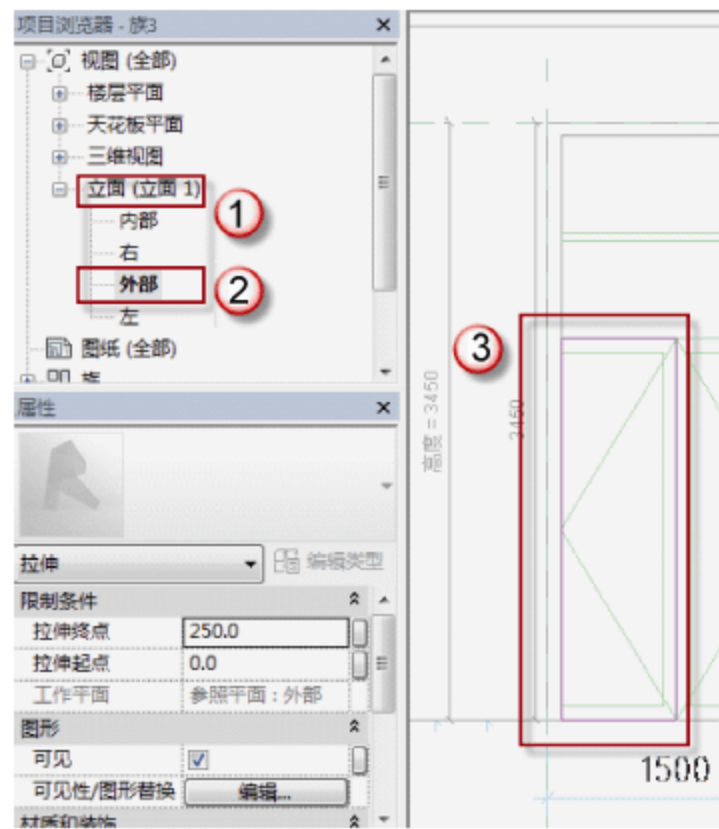 项目浏览器 - 族3
视图 (全部)
楼层平面
天花板平面
三维视图
立面 (立面 1)
1
内部
右
外部
2
左
图纸 (全部)
族
3
高度 = 3450
3450
属性
拉伸
编辑类型
限制条件
拉伸终点 250.0
拉伸起点 0.0
工作平面 参照平面 : 外部
图形
可见
可见性/图形替换 编辑...
1500
材质和装饰